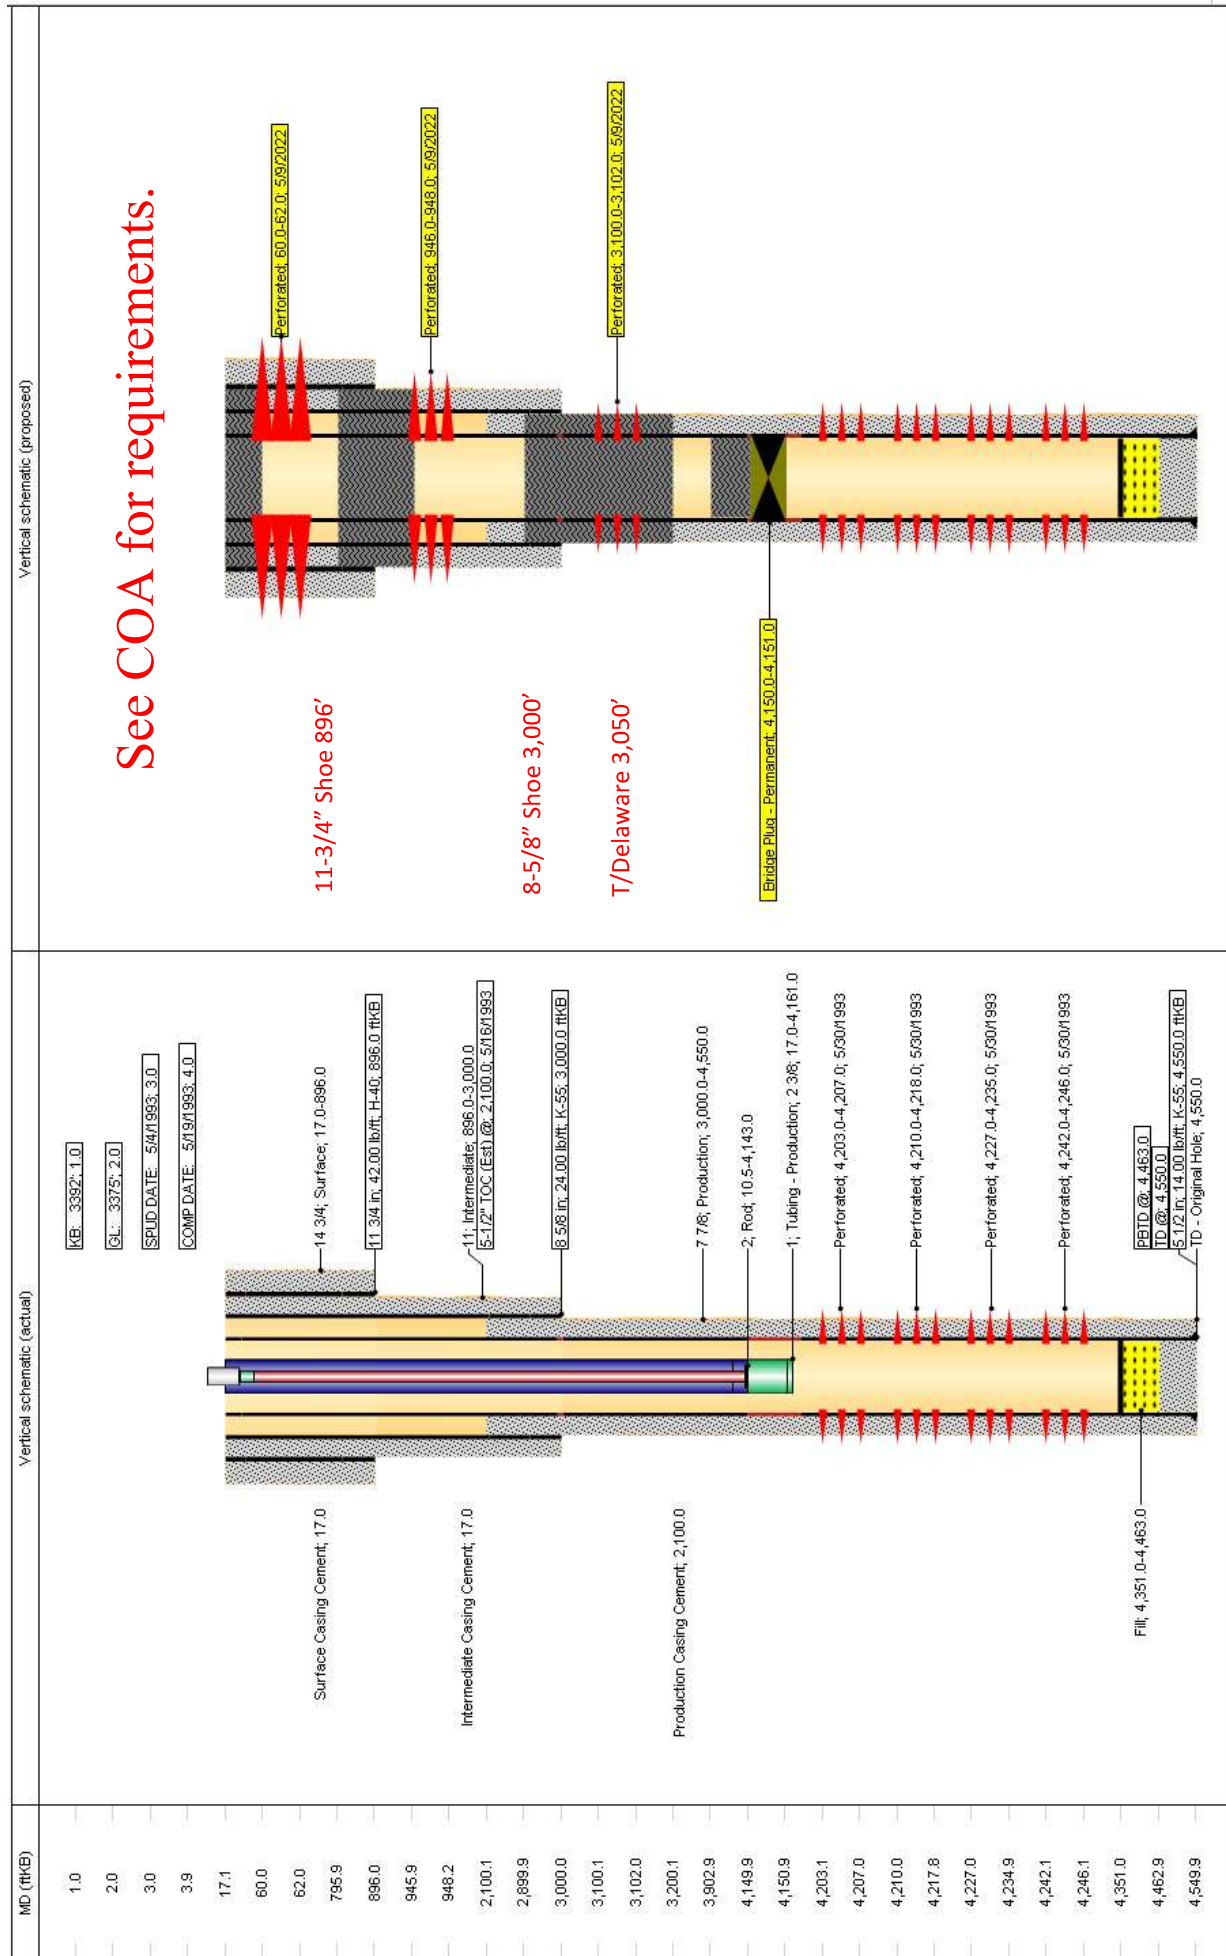 MD (ftKB)
Vertical schematic (actual)
Vertical schematic (proposed)
1.0
2.0
3.0
3.9
17.1
60.0
62.0
795.9
896.0
945.9
948.2
2,100.1
2,899.9
3,000.0
3,100.1
3,102.0
3,200.1
3,902.9
4,149.9
4,150.9
4,203.1
4,207.0
4,210.0
4,217.8
4,227.0
4,234.9
4,242.1
4,246.1
4,351.0
4,462.9
4,549.9
Surface Casing Cement; 17.0
Intermediate Casing Cement; 17.0
Production Casing Cement; 2,100.0
Fill; 4,351.0-4,463.0
KB: 3392'; 1.0
GL: 3375'; 2.0
SPUD DATE: 5/4/1993; 3.0
COMP DATE: 5/19/1993; 4.0
14 3/4; Surface; 17.0-896.0
11 3/4 in; 42.00 lb/ft; H-40; 896.0 ftKB
11; Intermediate; 896.0-3,000.0
5-1/2" TOC (Est) @; 2,100.0; 5/16/1993
8 5/8 in; 24.00 lb/ft; K-55; 3,000.0 ftKB
7 7/8; Production; 3,000.0-4,550.0
2; Rod; 10.5-4,143.0
1; Tubing - Production; 2 3/8; 17.0-4,161.0
Perforated; 4,203.0-4,207.0; 5/30/1993
Perforated; 4,210.0-4,218.0; 5/30/1993
Perforated; 4,227.0-4,235.0; 5/30/1993
Perforated; 4,242.0-4,246.0; 5/30/1993
PBTD @; 4,463.0
TD @; 4,550.0
5 1/2 in; 14.00 lb/ft; K-55; 4,550.0 ftKB
TD - Original Hole; 4,550.0
See COA for requirements.
11-3/4" Shoe 896'
8-5/8" Shoe 3,000'
T/Delaware 3,050'
Bridge Plug - Permanent; 4,150.0-4,151.0
Perforated; 60.0-62.0; 5/9/2022
Perforated; 946.0-948.0; 5/9/2022
Perforated; 3,100.0-3,102.0; 5/9/2022